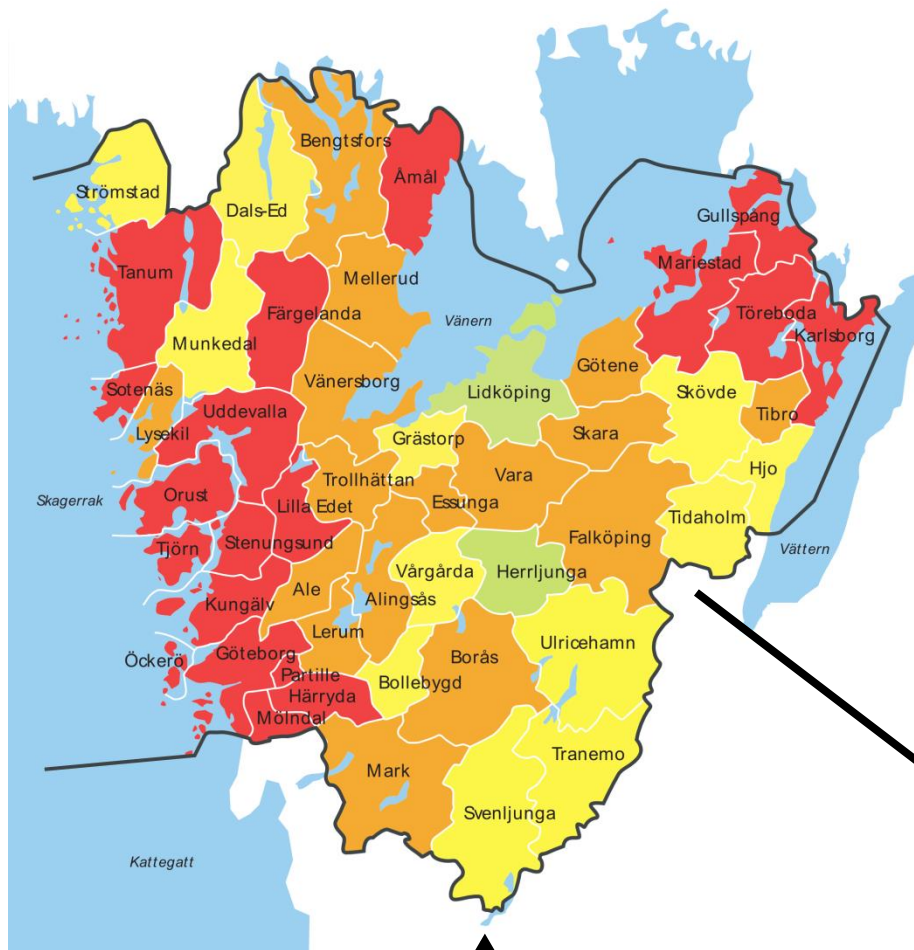 Bengtsfors
Åmål
Strömstad
Dals-Ed
Gullspång
Tanum
Mellerud
Mariestad
Färgelanda
Töreboda
Vänern
Karlsborg
Munkedal
Götene
Vänersborg
Sotenäs
Lidköping
Skövde
Uddevalla
Tibro
Lysekil
Grästorp
Skara
Hjo
Trollhättan
Vara
Orust
Skagerrak
Lilla
Edet
Essunga
Tidaholm
Falköping
Tjörn
Stenungsund
Vårgårda
Herrljunga
Vättern
Ale
Alingsås
Kungälv
Lerum
Ulricehamn
Öckerö
Göteborg
Borås
Partille
Bollebygd
Härryda
Mölndal
Mark
Tranemo
Svenljunga
Kattegatt